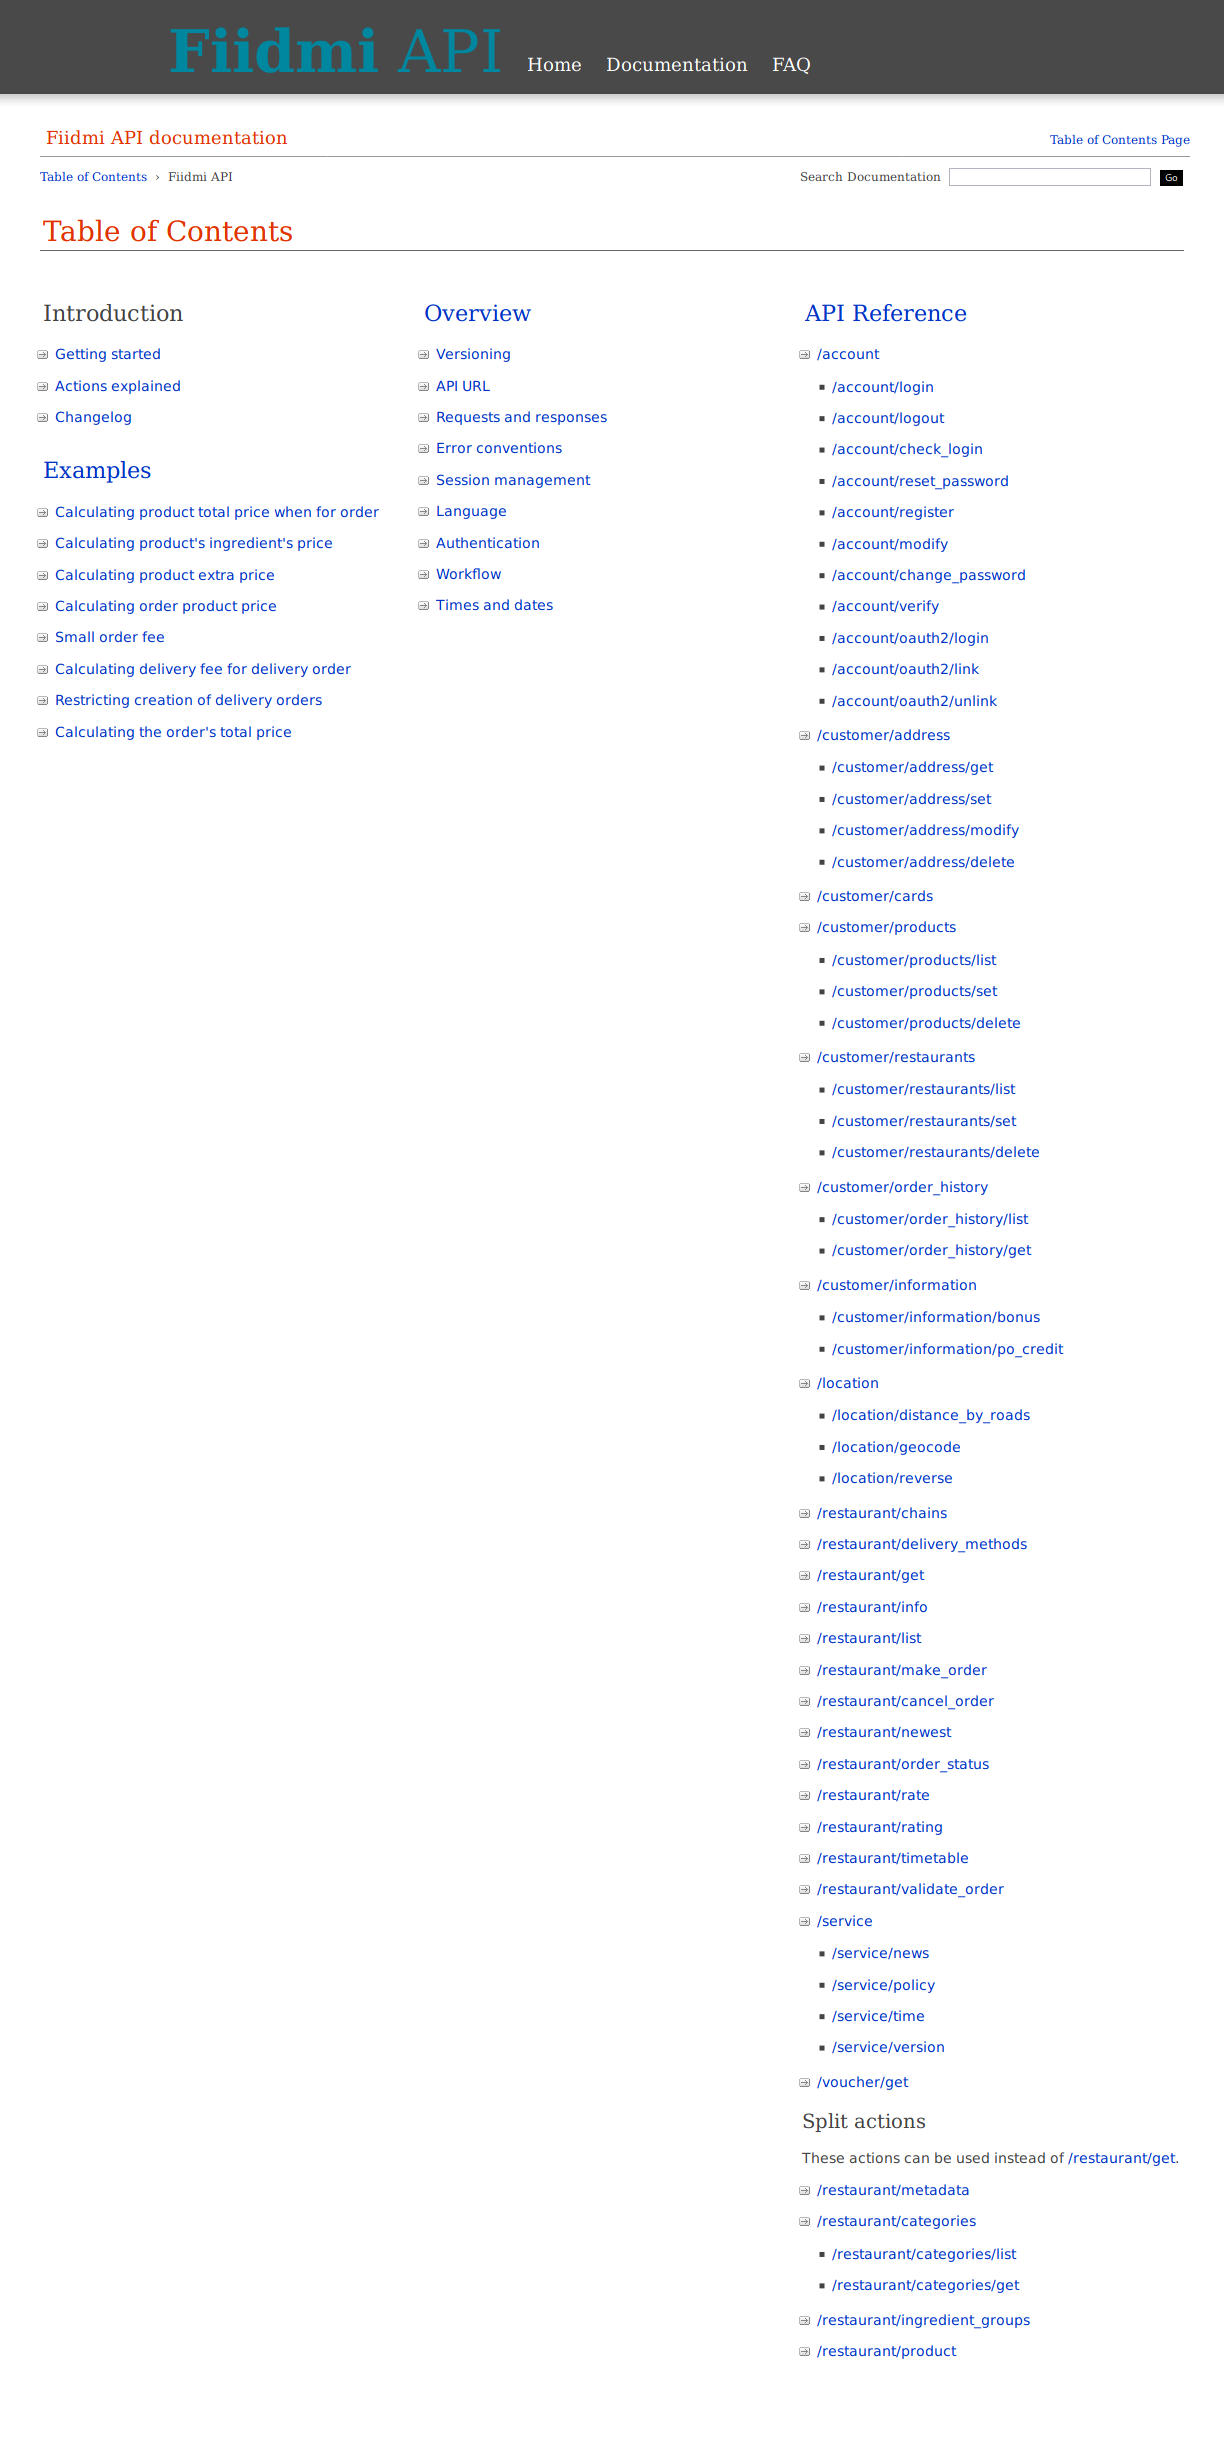 Fiidmi API Home Documentation FAQ
Fiidmi API documentation
Table of Contents Page
Table of Contents › Fiidmi API
Search Documentation Go
Table of Contents
Introduction
Getting started
Actions explained
Changelog
Examples
Calculating product total price when for order
Calculating product's ingredient's price
Calculating product extra price
Calculating order product price
Small order fee
Calculating delivery fee for delivery order
Restricting creation of delivery orders
Calculating the order's total price
Overview
Versioning
API URL
Requests and responses
Error conventions
Session management
Language
Authentication
Workflow
Times and dates
API Reference
/account
/account/login
/account/logout
/account/check_login
/account/reset_password
/account/register
/account/modify
/account/change_password
/account/verify
/account/oauth2/login
/account/oauth2/link
/account/oauth2/unlink
/customer/address
/customer/address/get
/customer/address/set
/customer/address/modify
/customer/address/delete
/customer/cards
/customer/products
/customer/products/list
/customer/products/set
/customer/products/delete
/customer/restaurants
/customer/restaurants/list
/customer/restaurants/set
/customer/restaurants/delete
/customer/order_history
/customer/order_history/list
/customer/order_history/get
/customer/information
/customer/information/bonus
/customer/information/po_credit
/location
/location/distance_by_roads
/location/geocode
/location/reverse
/restaurant/chains
/restaurant/delivery_methods
/restaurant/get
/restaurant/info
/restaurant/list
/restaurant/make_order
/restaurant/cancel_order
/restaurant/newest
/restaurant/order_status
/restaurant/rate
/restaurant/rating
/restaurant/timetable
/restaurant/validate_order
/service
/service/news
/service/policy
/service/time
/service/version
/voucher/get
Split actions
These actions can be used instead of /restaurant/get.
/restaurant/metadata
/restaurant/categories
/restaurant/categories/list
/restaurant/categories/get
/restaurant/ingredient_groups
/restaurant/product